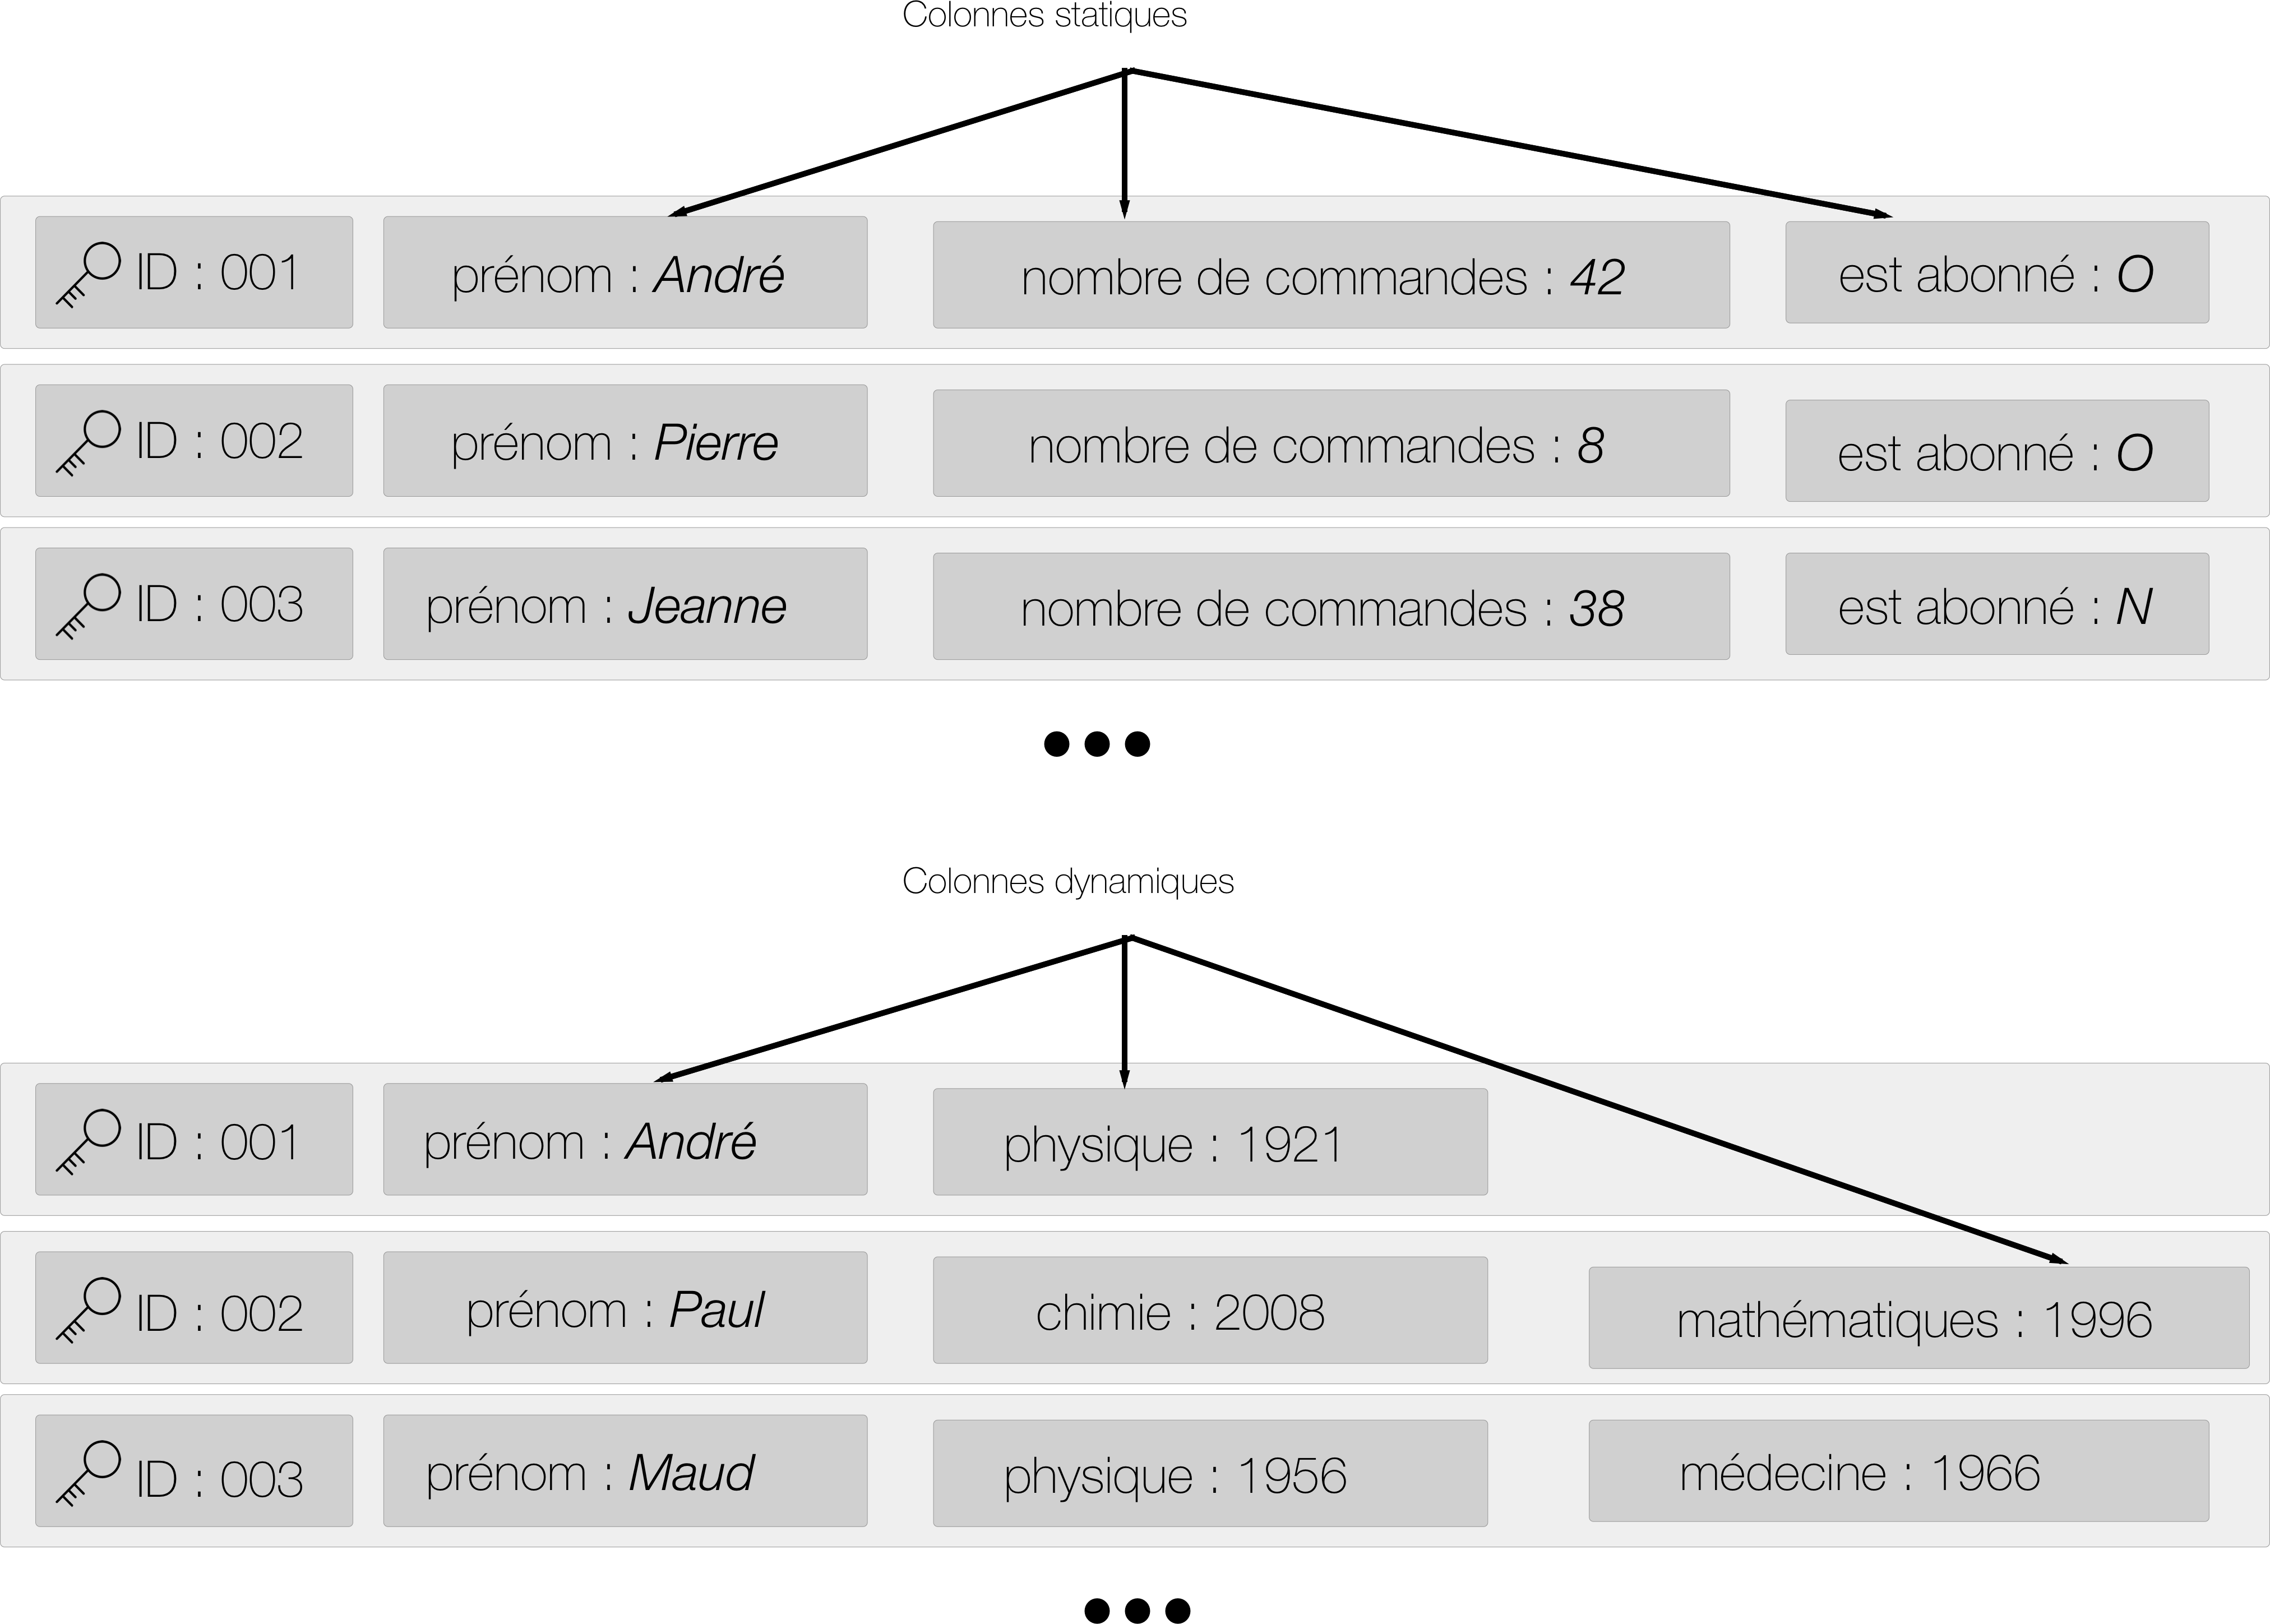 Colonnes statiques
ID : 001 prénom : André nombre de commandes : 42 est abonné : O
ID : 002 prénom : Pierre nombre de commandes : 8 est abonné : O
ID : 003 prénom : Jeanne nombre de commandes : 38 est abonné : N
Colonnes dynamiques
ID : 001 prénom : André physique : 1921
ID : 002 prénom : Paul chimie : 2008 mathématiques : 1996
ID : 003 prénom : Maud physique : 1956 médecine : 1966